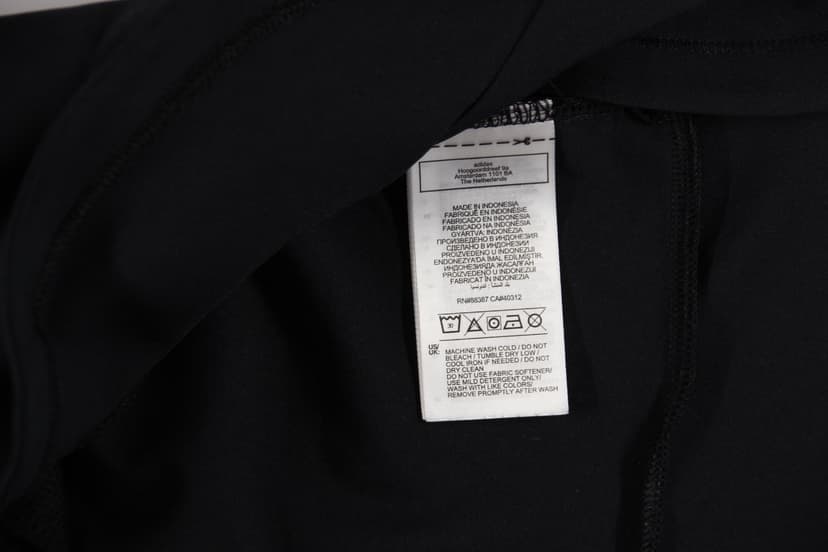 adidas
Hoogoorddreef 9a
Amsterdam 1101 BA
The Netherlands
MADE IN INDONESIA
FABRIQUÉ EN INDONÉSIE
FABRICADO EN INDONESIA
FABRICADO NA INDONÉSIA
GYÁRTVA: INDONÉZIA
ПРОИЗВЕДЕНО В ИНДОНЕЗИЯ
СДЕЛАНО В ИНДОНЕЗИИ
PROIZVEDENO U INDONEZIJI
ENDONEZYA'DA İMAL EDİLMİŞTİR.
ИНДОНЕЗИЯДА ЖАСАЛҒАН
PROIZVEDENO U INDONEZIJI
FABRICAT ÎN INDONEZIA
بلد المنشأ : اندونيسيا
RN#88387 CA#40312
30
US/
UK:
MACHINE WASH COLD / DO NOT
BLEACH / TUMBLE DRY LOW /
COOL IRON IF NEEDED / DO NOT
DRY CLEAN
DO NOT USE FABRIC SOFTENER/
USE MILD DETERGENT ONLY/
WASH WITH LIKE COLORS/
REMOVE PROMPTLY AFTER WASH